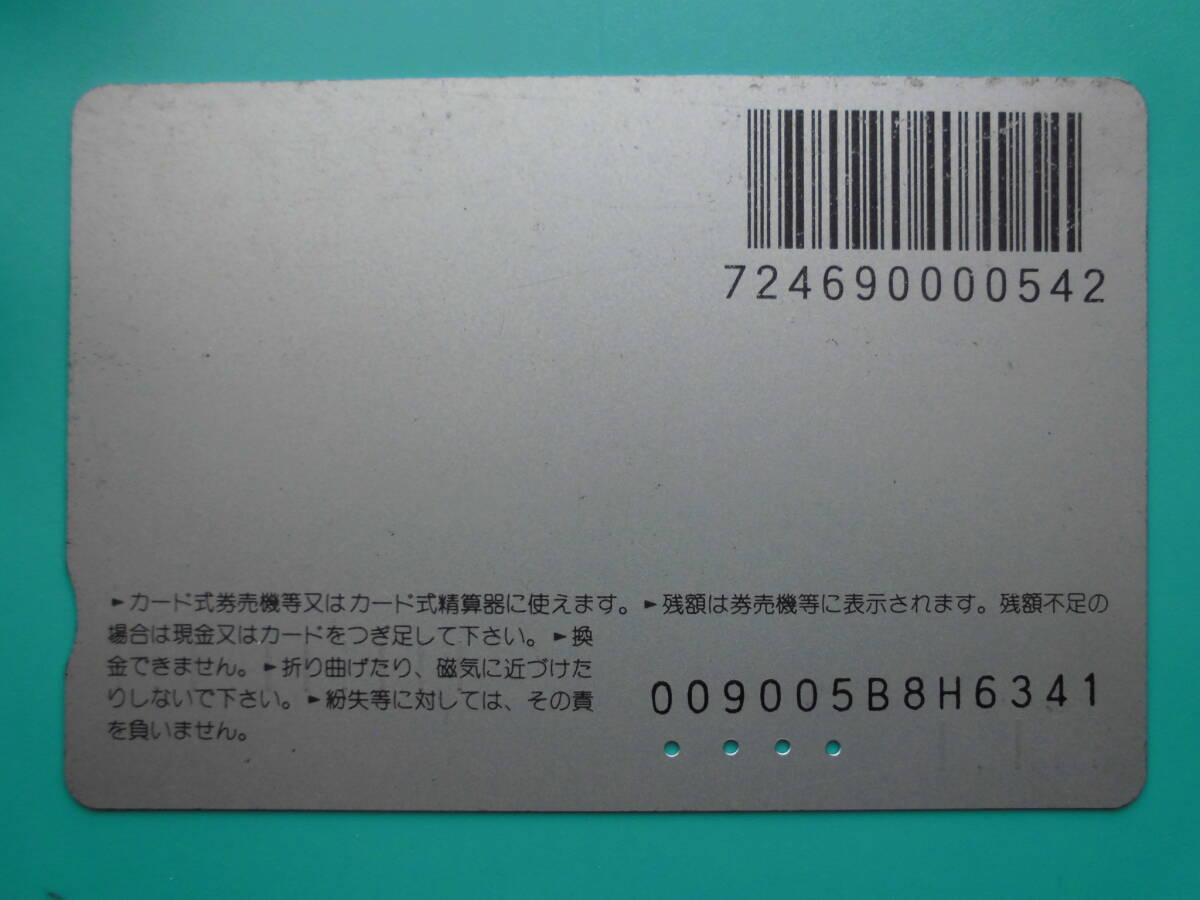 724690000542
►カード式券売機等又はカード式精算器に使えます。►残額は券売機等に表示されます。残額不足の
場合は現金又はカードをつぎ足して下さい。►換
金できません。►折り曲げたり、磁気に近づけた
りしないで下さい。►紛失等に対しては、その責
を負いません。
009005B8H6341